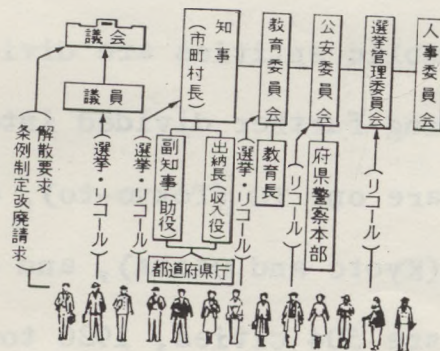 議会
議員
解散要求
条例制定改廃請求
選挙・リコール
選挙・リコール
知事
(市町村長)
副知事(助役)
出納長(収入役)
都道府県庁
選挙・リコール
教育委員会
教育長
公安委員会
(リコール)
府県警察本部
選挙管理委員会
(リコール)
人事委員会